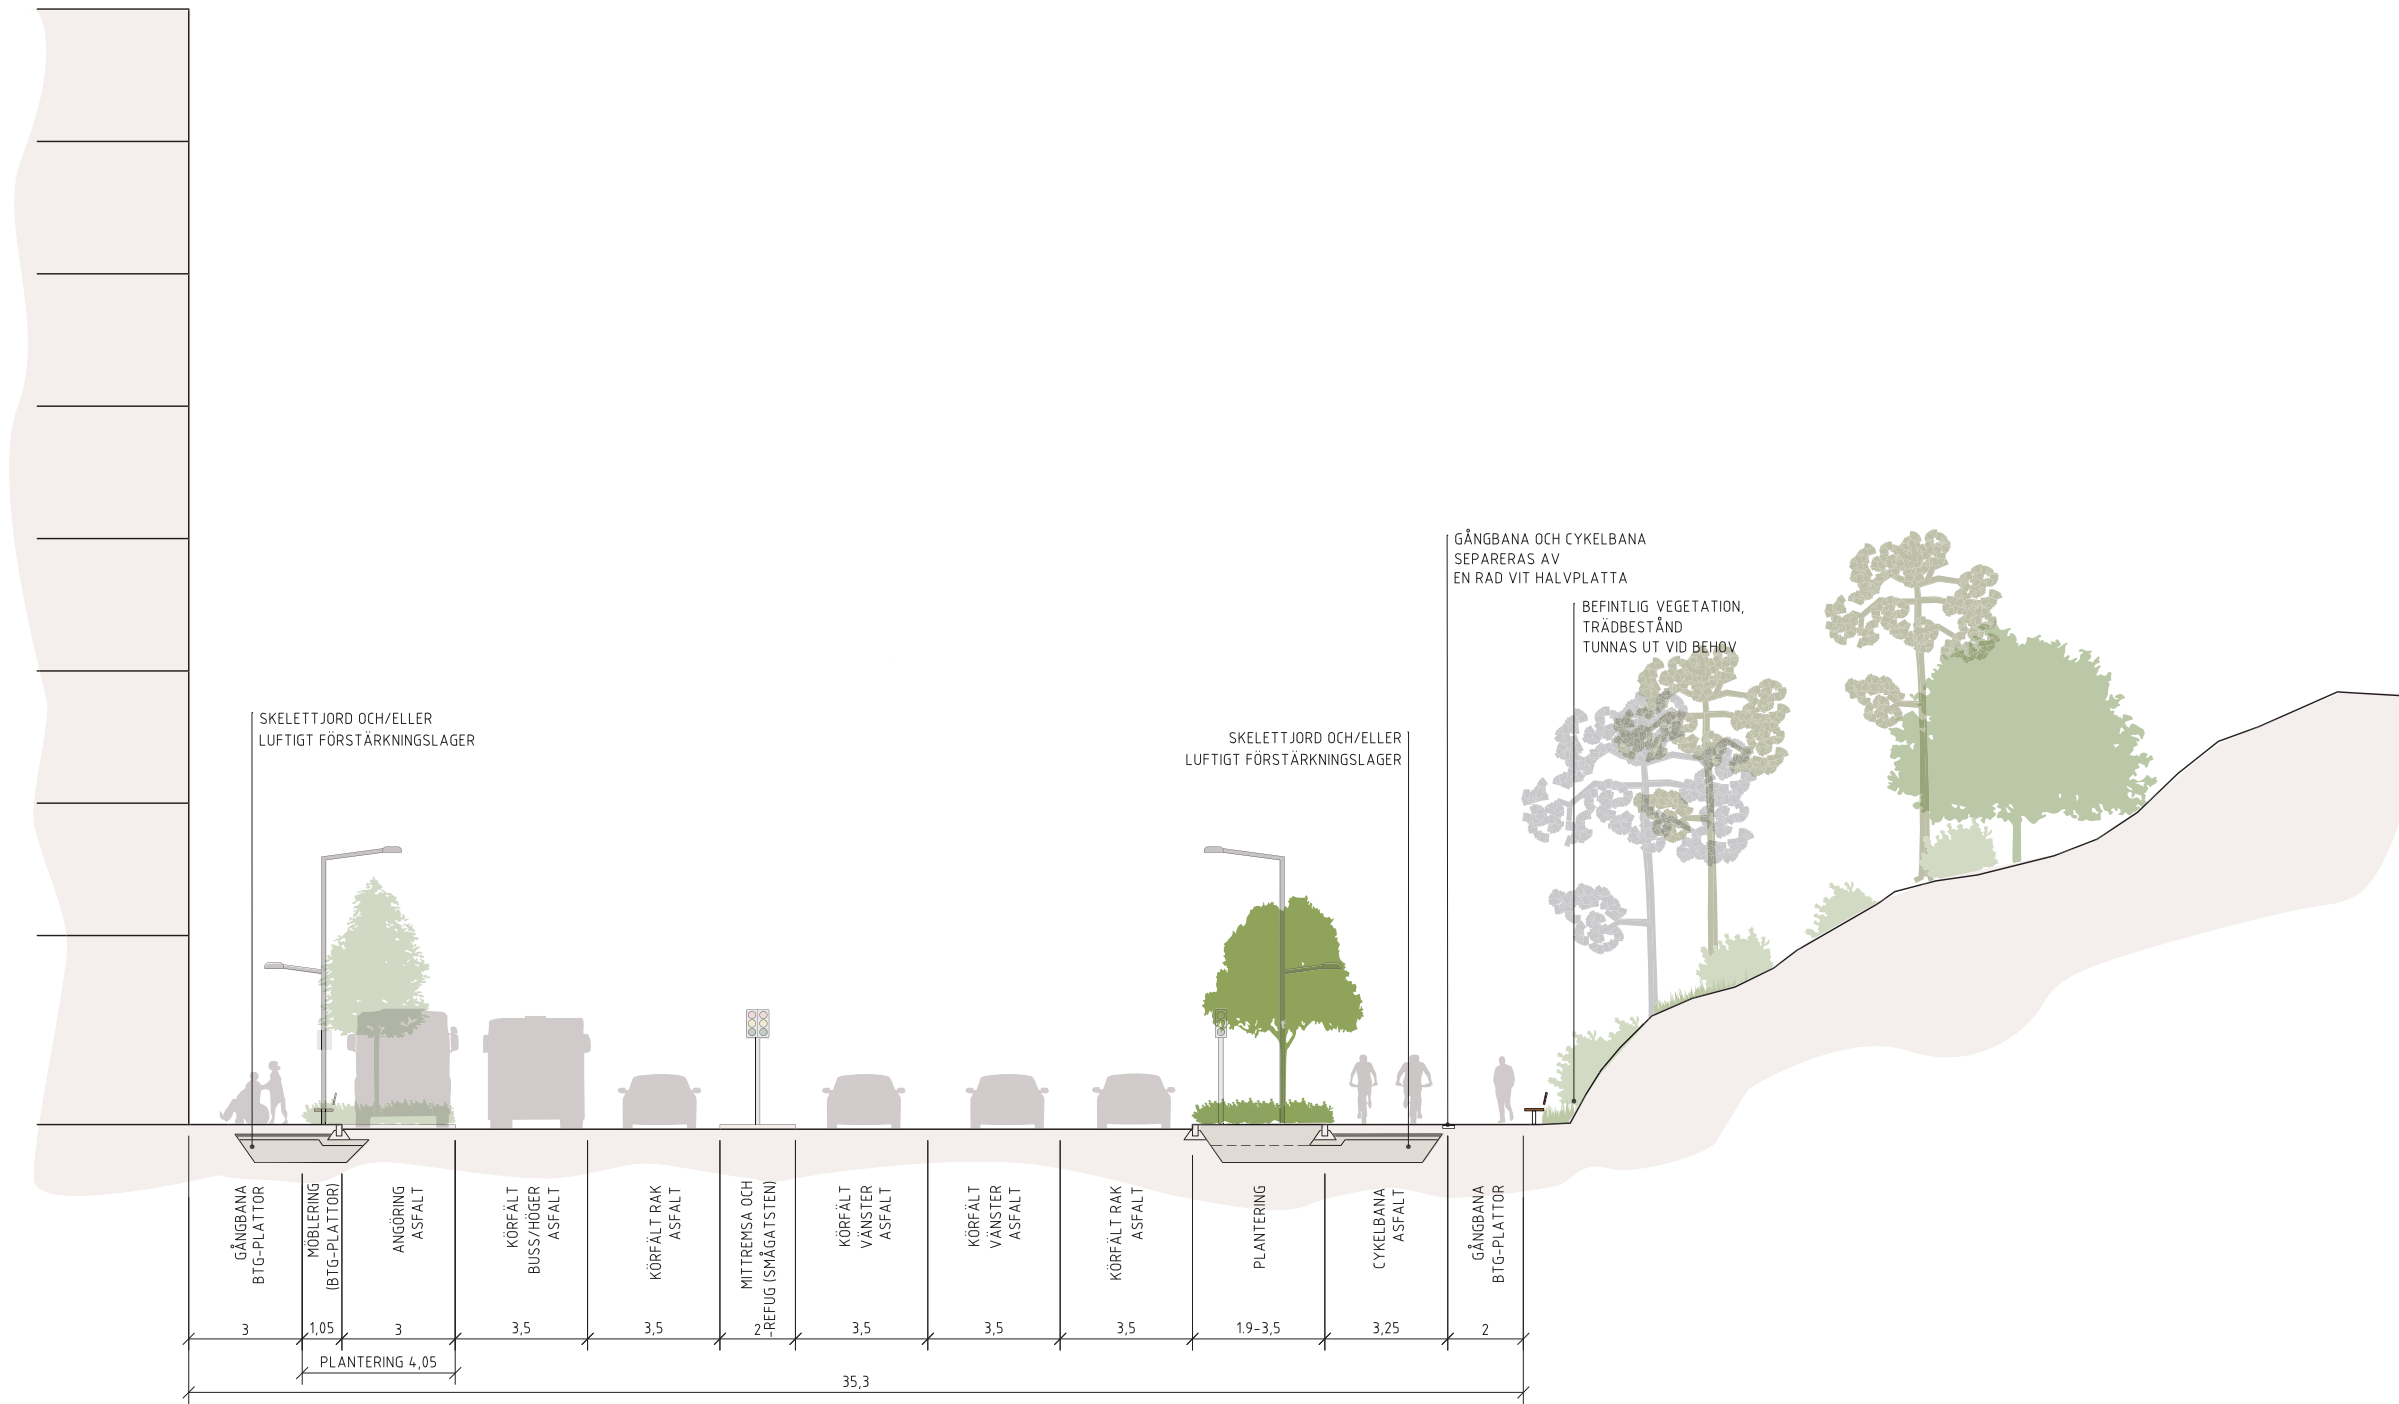 GÅNGBANA OCH CYKELBANA
SEPARERAS AV
EN RAD VIT HALVPLATTA
BEFINTLIG VEGETATION,
TRÄDBESTÅND
TUNNAS UT VID BEHOV
SKELETTJORD OCH/ELLER
LUFTIGT FÖRSTÄRKNINGSLAGER
SKELETTJORD OCH/ELLER
LUFTIGT FÖRSTÄRKNINGSLAGER
GÅNGBANA
BTG-PLATTOR
MÖBLERING
(BTG-PLATTOR)
ANGÖRING
ASFALT
KÖRFÄLT
BUSS/HÖGER
ASFALT
KÖRFÄLT RAK
ASFALT
MITTREMSA OCH
-REFUG (SMÅGATSTEN)
KÖRFÄLT
VÄNSTER
ASFALT
KÖRFÄLT
VÄNSTER
ASFALT
KÖRFÄLT RAK
ASFALT
PLANTERING
CYKELBANA
ASFALT
GÅNGBANA
BTG-PLATTOR
3
1,05
3
3,5
3,5
2
3,5
3,5
3,5
1.9-3,5
3,25
2
PLANTERING 4,05
35,3